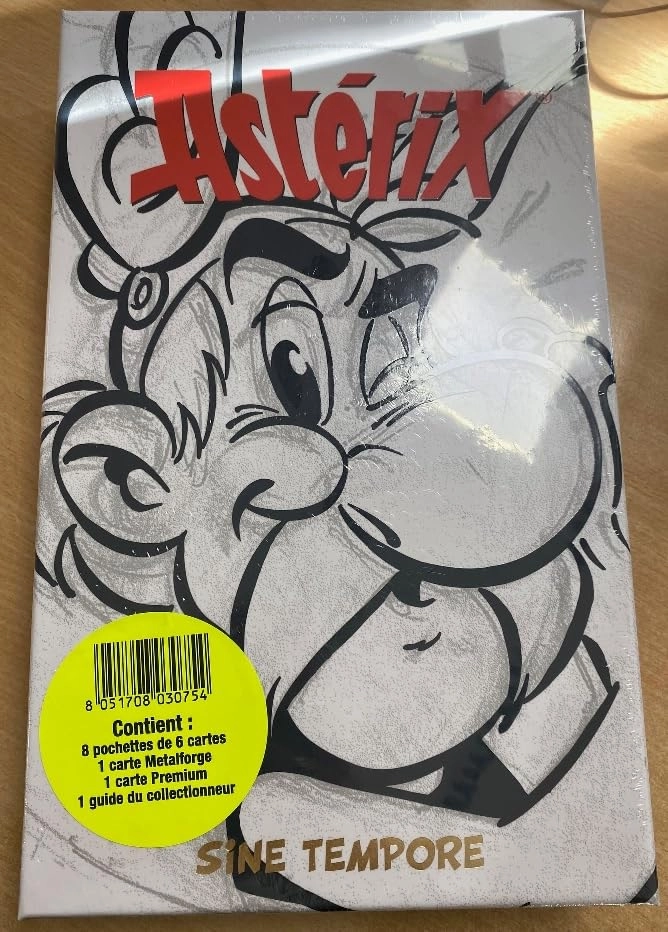 Astérix®
8 051708 030754
Contient :
8 pochettes de 6 cartes
1 carte Metalforge
1 carte Premium
1 guide du collectionneur
SiNE TEMPORE